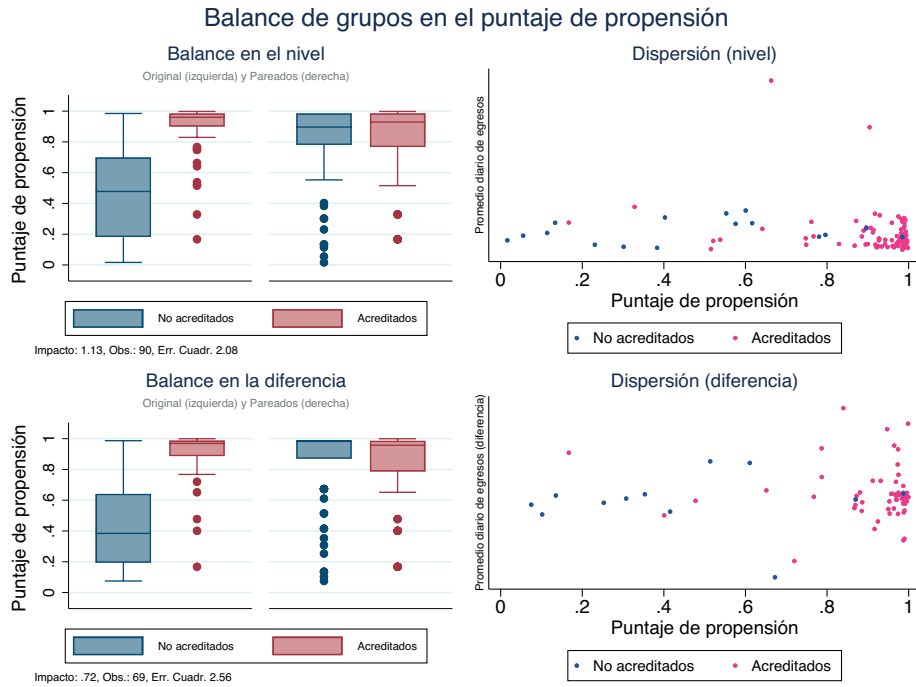 Balance de grupos en el puntaje de propensión
Balance en el nivel
Original (izquierda) y Pareados (derecha)
Puntaje de propensión
1
.8
.6
.4
.2
0
No acreditados
Acreditados
Impacto: 1.13, Obs.: 90, Err. Cuadr. 2.08
Dispersión (nivel)
Promedio diario de egresos
0 .2 .4 .6 .8 1
Puntaje de propensión
No acreditados
Acreditados
Balance en la diferencia
Original (izquierda) y Pareados (derecha)
Puntaje de propensión
1
.8
.6
.4
.2
0
No acreditados
Acreditados
Impacto: .72, Obs.: 69, Err. Cuadr. 2.56
Dispersión (diferencia)
Promedio diario de egresos (diferencia)
0 .2 .4 .6 .8 1
Puntaje de propensión
No acreditados
Acreditados